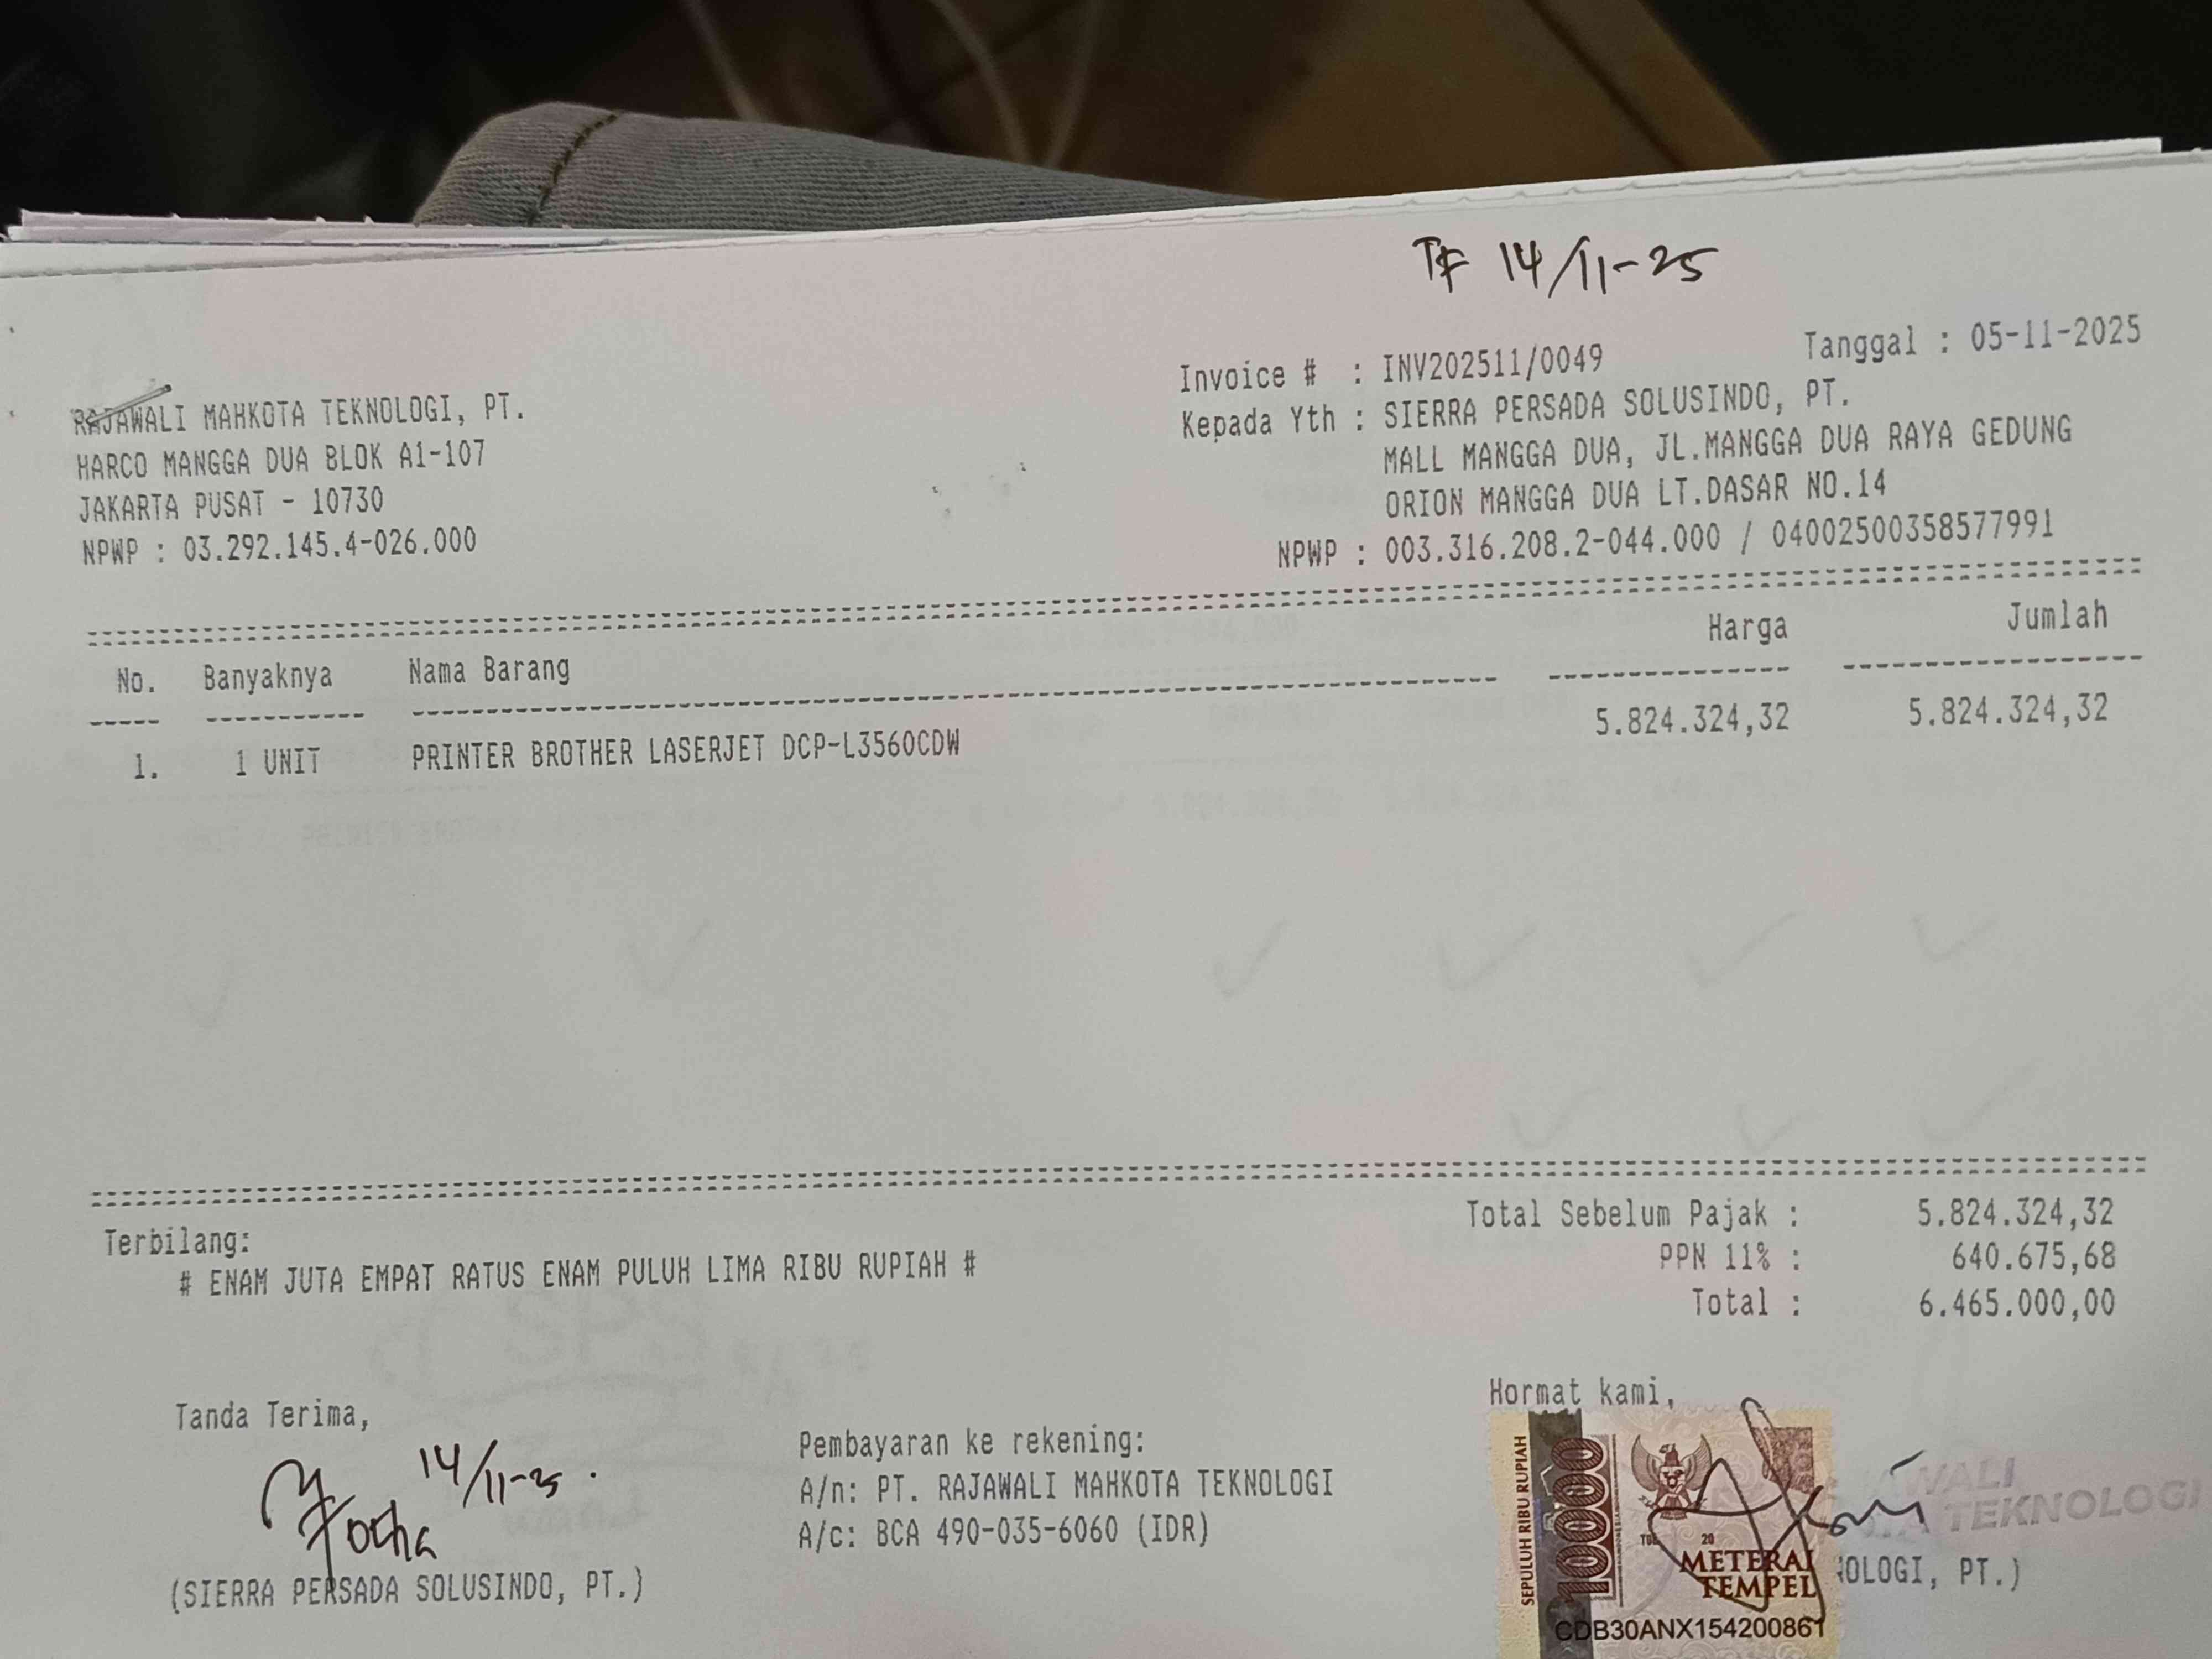 TF 14/11-25
Invoice # : INV202511/0049 Tanggal : 05-11-2025
RAJAWALI MAHKOTA TEKNOLOGI, PT.
HARCO MANGGA DUA BLOK A1-107
JAKARTA PUSAT - 10730
NPWP : 03.292.145.4-026.000
Kepada Yth : SIERRA PERSADA SOLUSINDO, PT.
MALL MANGGA DUA, JL.MANGGA DUA RAYA GEDUNG
ORION MANGGA DUA LT.DASAR NO.14
NPWP : 003.316.208.2-044.000 / 04002500358577991
No. Banyaknya Nama Barang Harga Jumlah
1. 1 UNIT PRINTER BROTHER LASERJET DCP-L3560CDW 5.824.324,32 5.824.324,32
Terbilang:
# ENAM JUTA EMPAT RATUS ENAM PULUH LIMA RIBU RUPIAH #
Total Sebelum Pajak : 5.824.324,32
PPN 11% : 640.675,68
Total : 6.465.000,00
Tanda Terima,
14/11-25.
(SIERRA PERSADA SOLUSINDO, PT.)
Pembayaran ke rekening:
A/n: PT. RAJAWALI MAHKOTA TEKNOLOGI
A/c: BCA 490-035-6060 (IDR)
Hormat kami,
SEPULUH RIBU RUPIAH
10000
20
METERAI
TEMPEL
CDB30ANX154200861
WALI
TEKNOLOGI
OLOGI, PT.)